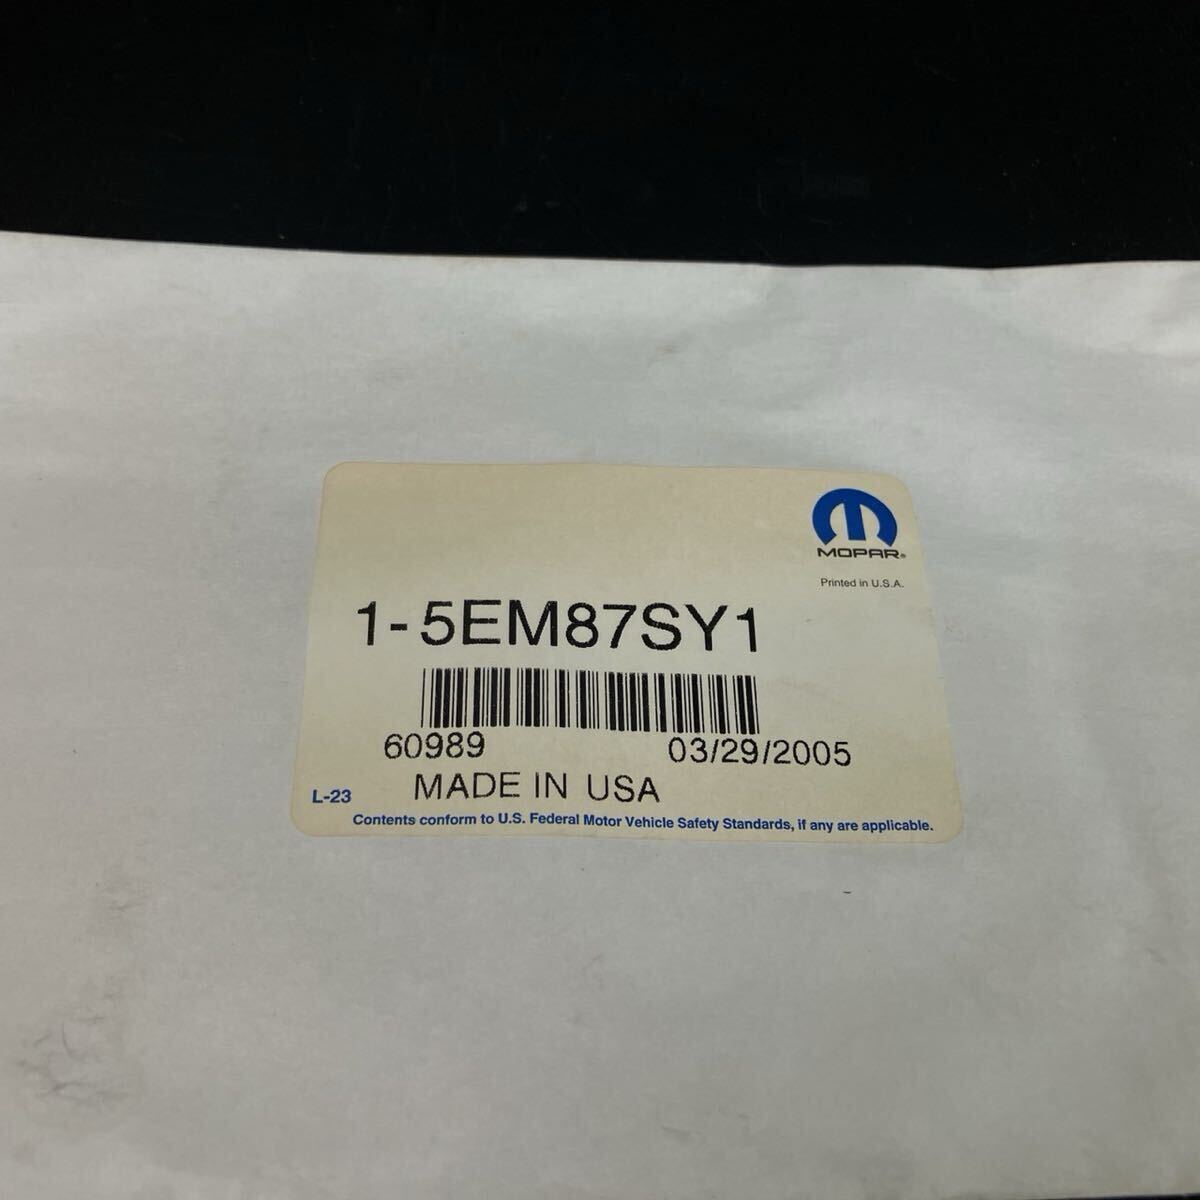 MOPAR®
Printed in U.S.A.
1-5EM87SY1
60989 03/29/2005
MADE IN USA
L-23
Contents conform to U.S. Federal Motor Vehicle Safety Standards, if any are applicable.